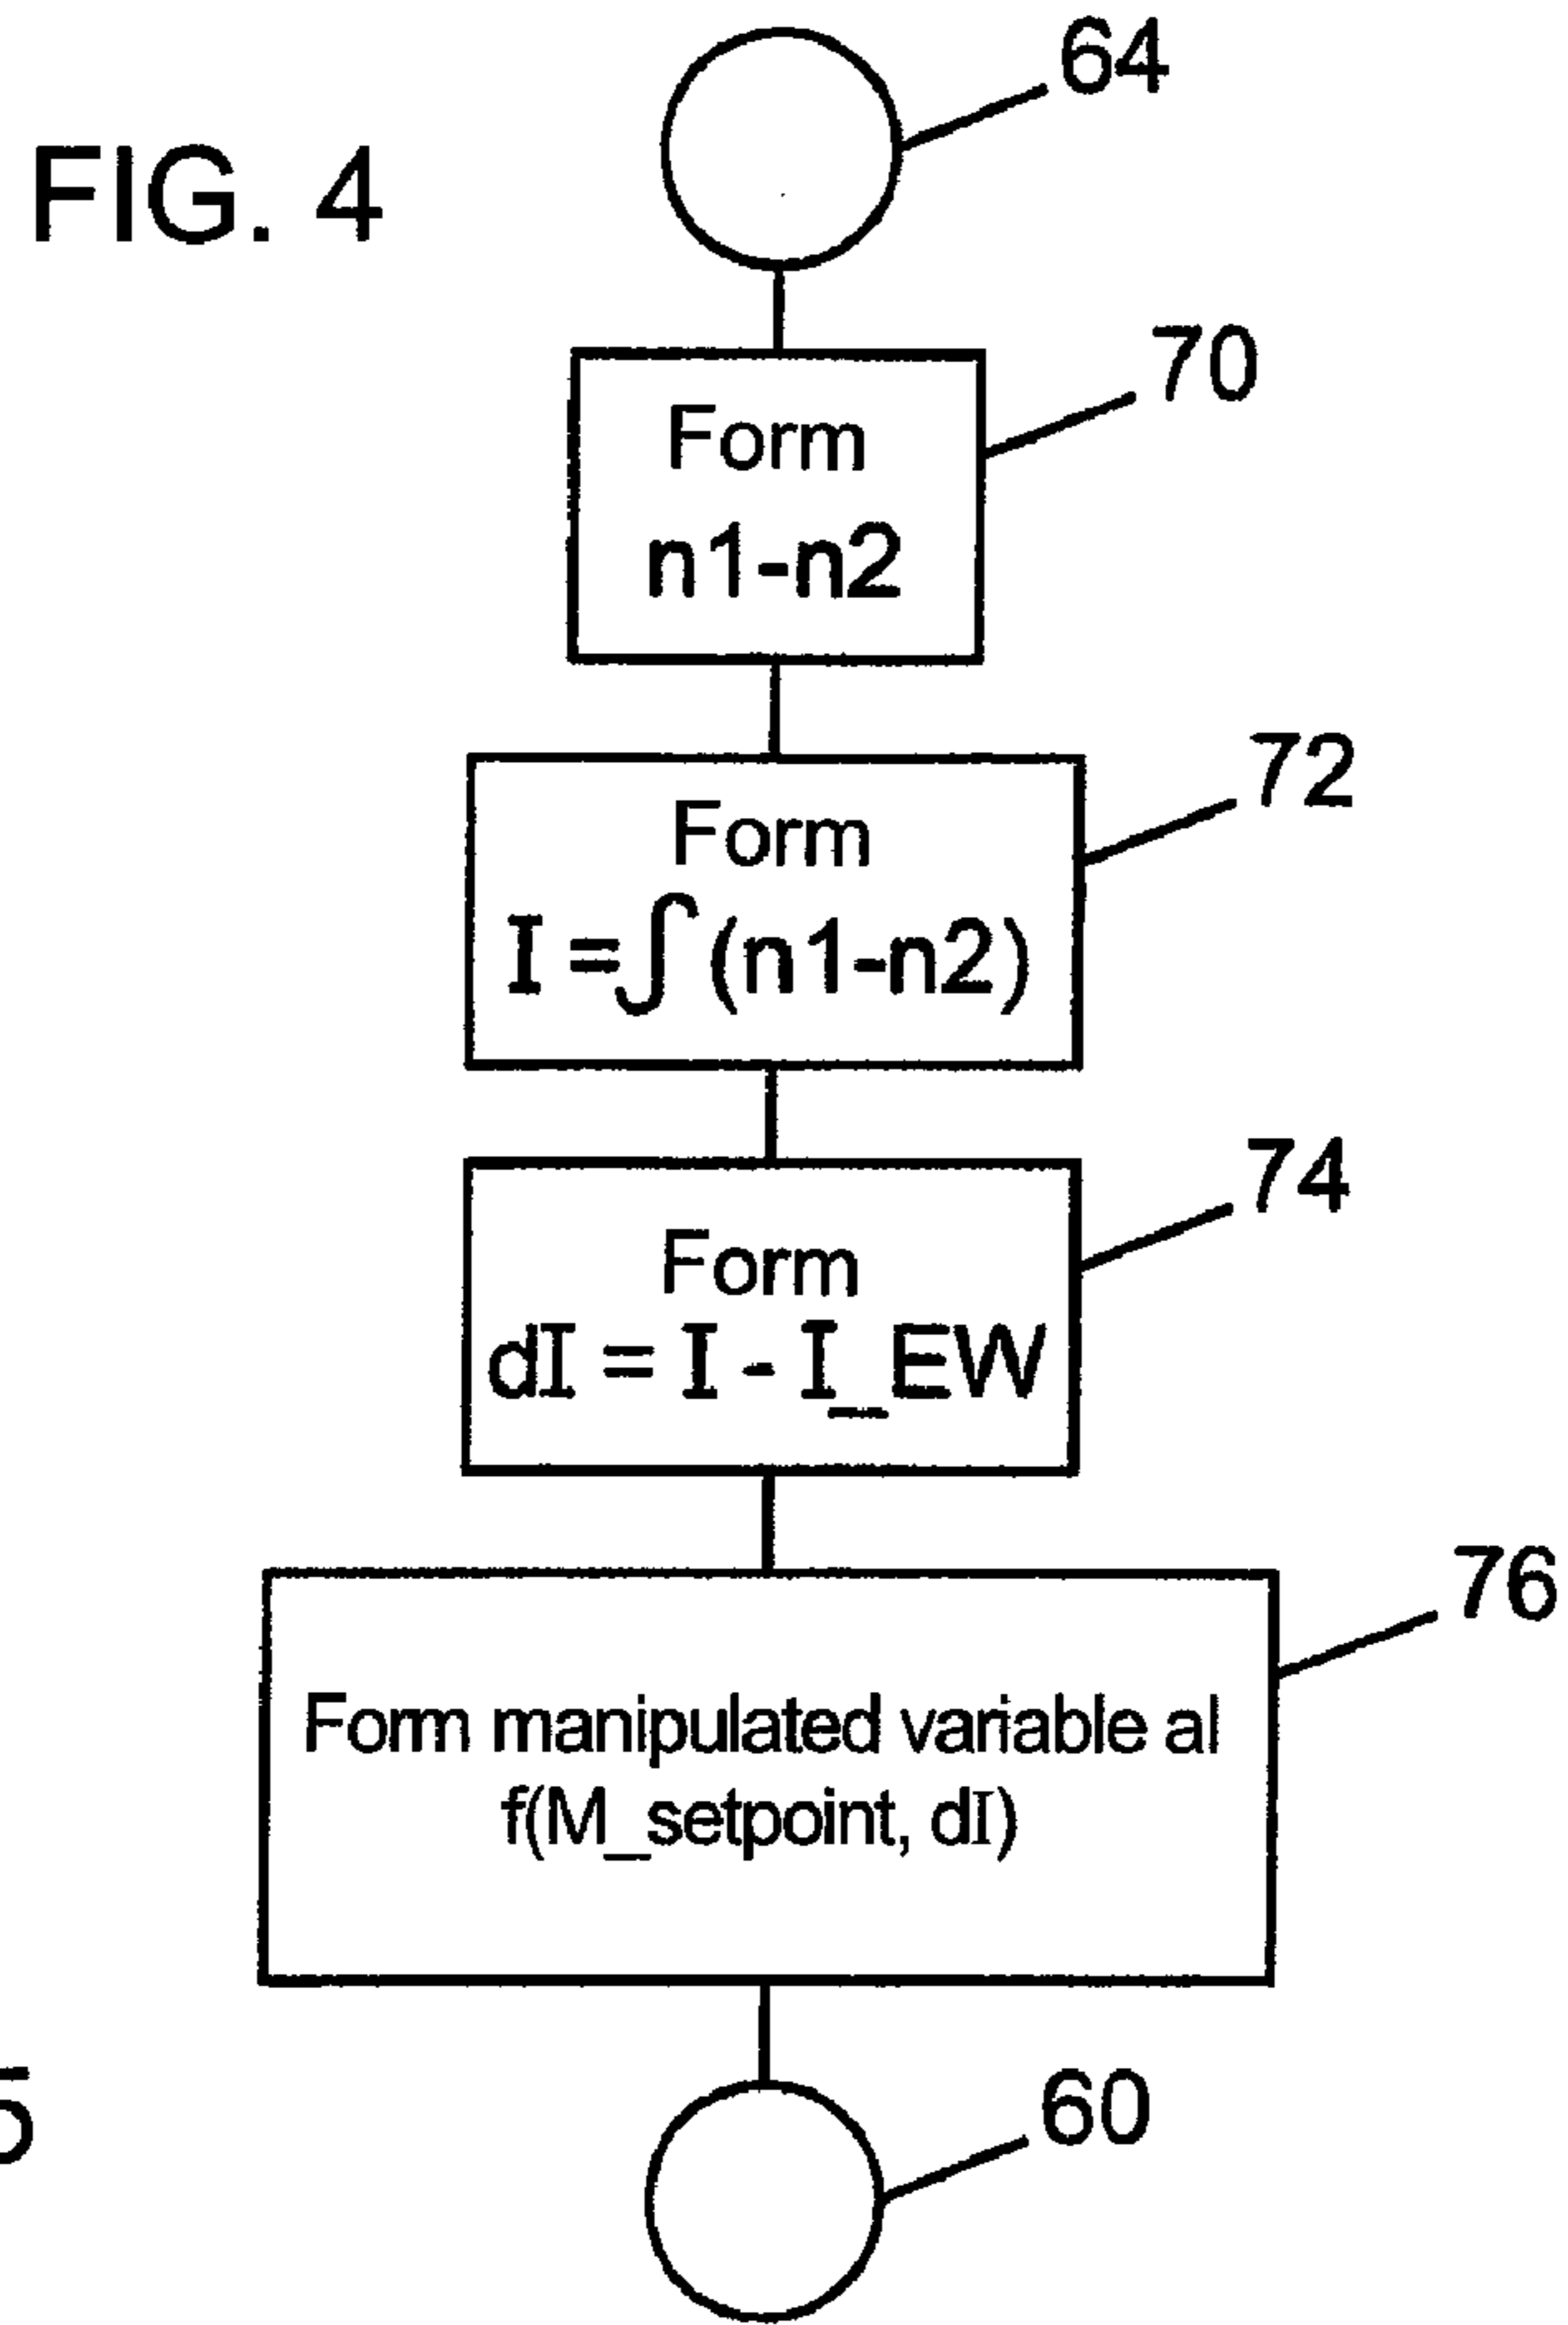 FIG. 4
64
70
Form
n1-n2
72
Form
I =∫(n1-n2)
74
Form
dI = I - I_EW
76
Form manipulated variable al
f(M_setpoint, dI)
60
5